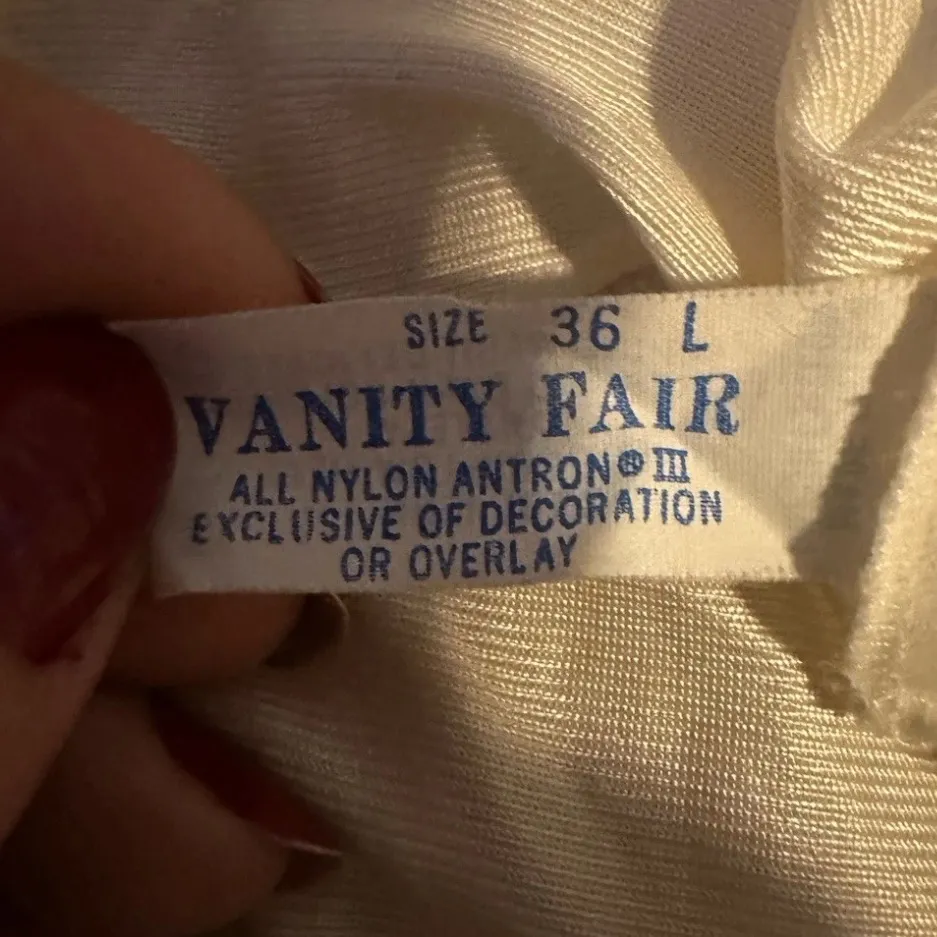 SIZE 36 L
VANITY FAIR
ALL NYLON ANTRON® III
EXCLUSIVE OF DECORATION
OR OVERLAY